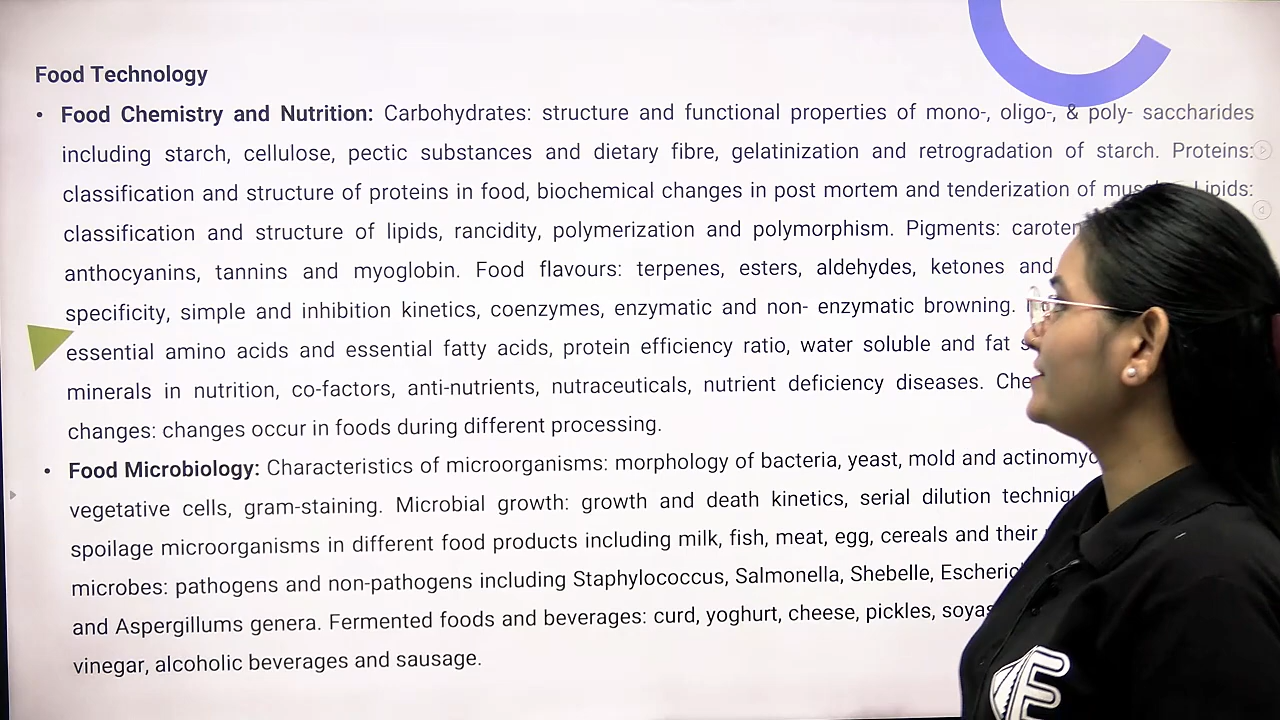 Food Technology
• Food Chemistry and Nutrition: Carbohydrates: structure and functional properties of mono-, oligo-, & poly- saccharides
including starch, cellulose, pectic substances and dietary fibre, gelatinization and retrogradation of starch. Proteins:
classification and structure of proteins in food, biochemical changes in post mortem and tenderization of Lipids:
classification and structure of lipids, rancidity, polymerization and polymorphism. Pigments:
anthocyanins, tannins and myoglobin. Food flavours: terpenes, esters, aldehydes, ketones and
specificity, simple and inhibition kinetics, coenzymes, enzymatic and non- enzymatic browning.
essential amino acids and essential fatty acids, protein efficiency ratio, water soluble and fat
minerals in nutrition, co-factors, anti-nutrients, nutraceuticals, nutrient deficiency diseases.
changes: changes occur in foods during different processing.
• Food Microbiology: Characteristics of microorganisms: morphology of bacteria, yeast, mold and
vegetative cells, gram-staining. Microbial growth: growth and death kinetics, serial dilution
spoilage microorganisms in different food products including milk, fish, meat, egg, cereals and their
microbes: pathogens and non-pathogens including Staphylococcus, Salmonella, Shebelle,
and Aspergillums genera. Fermented foods and beverages: curd, yoghurt, cheese, pickles,
vinegar, alcoholic beverages and sausage.